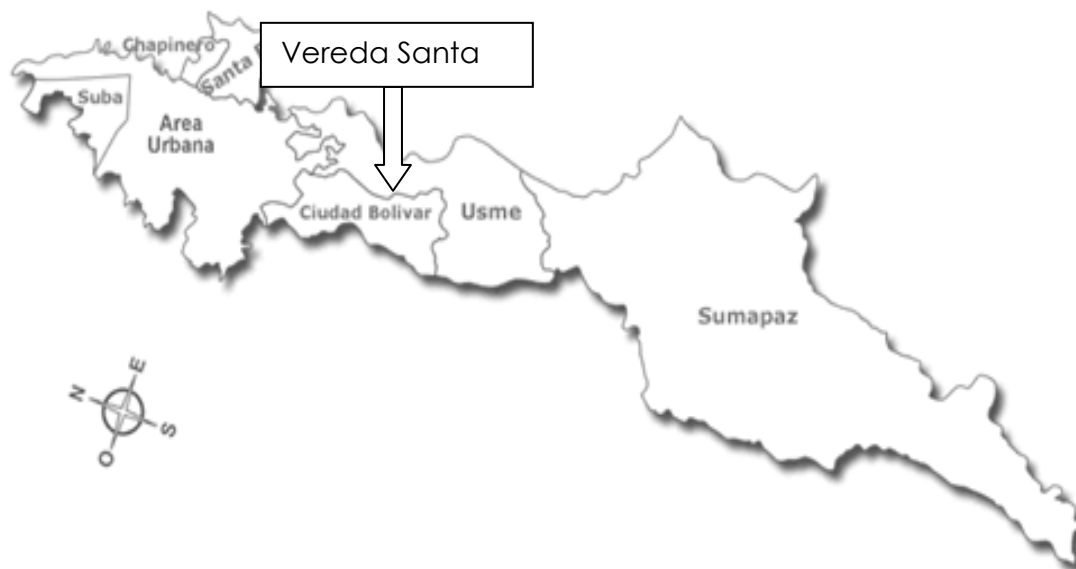 Chapinero
Santa
Vereda Santa
Suba
Area
Urbana
Ciudad Bolivar
Usme
Sumapaz
E
N
S
O